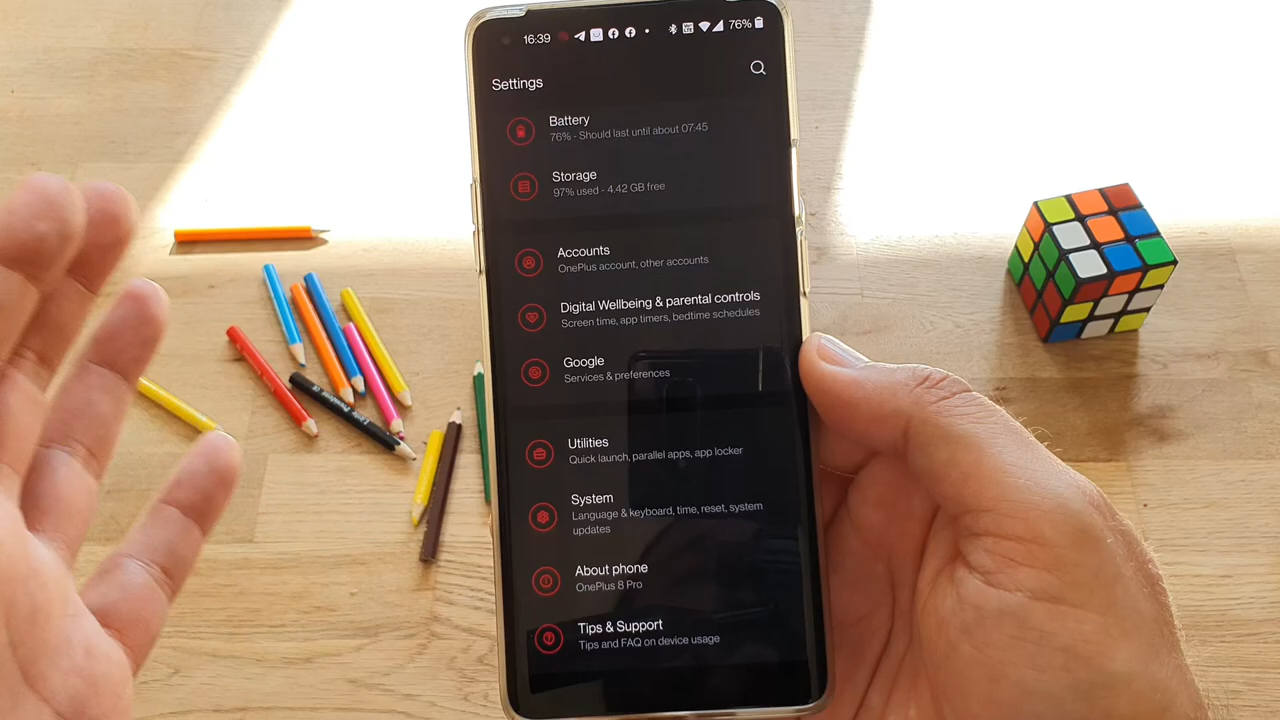 16:39
76%
Settings
Battery
76% - Should last until about 07:45
Storage
97% used - 4.42 GB free
Accounts
OnePlus account, other accounts
Digital Wellbeing & parental controls
Screen time, app timers, bedtime schedules
Google
Services & preferences
Utilities
Quick launch, parallel apps, app locker
System
Language & keyboard, time, reset, system
updates
About phone
OnePlus 8 Pro
Tips & Support
Tips and FAQ on device usage